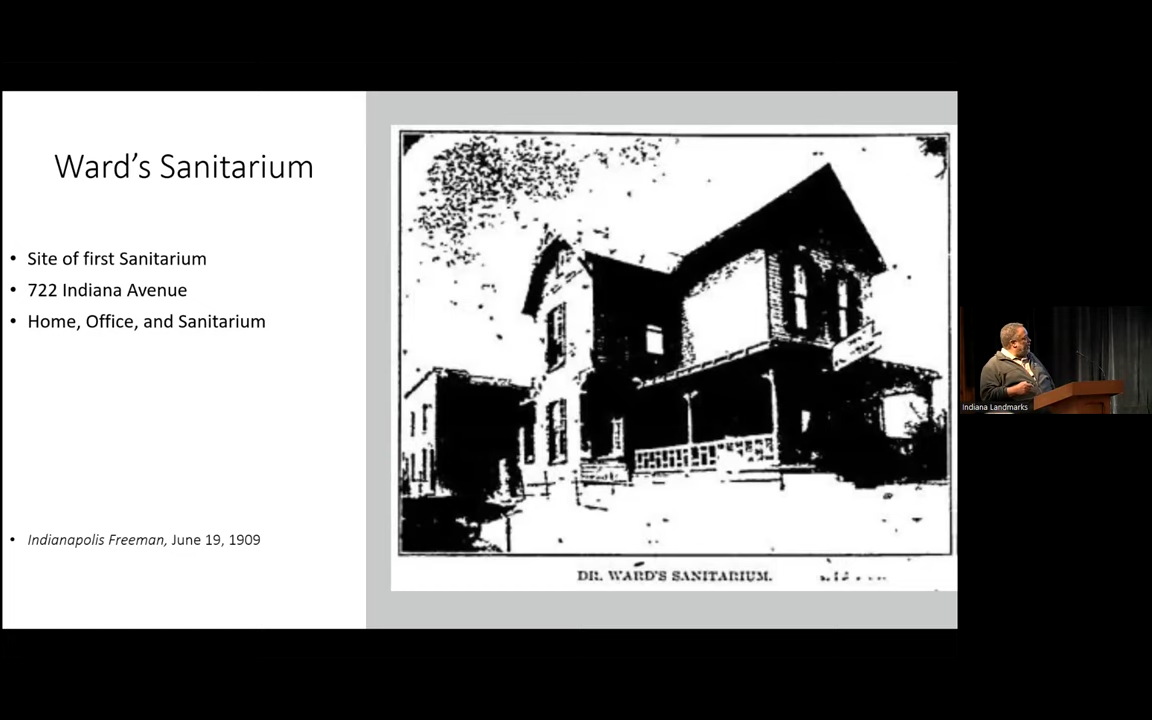 Ward’s Sanitarium
• Site of first Sanitarium
• 722 Indiana Avenue
• Home, Office, and Sanitarium
• Indianapolis Freeman, June 19, 1909
DR. WARD'S SANITARIUM.
Indiana Landmarks